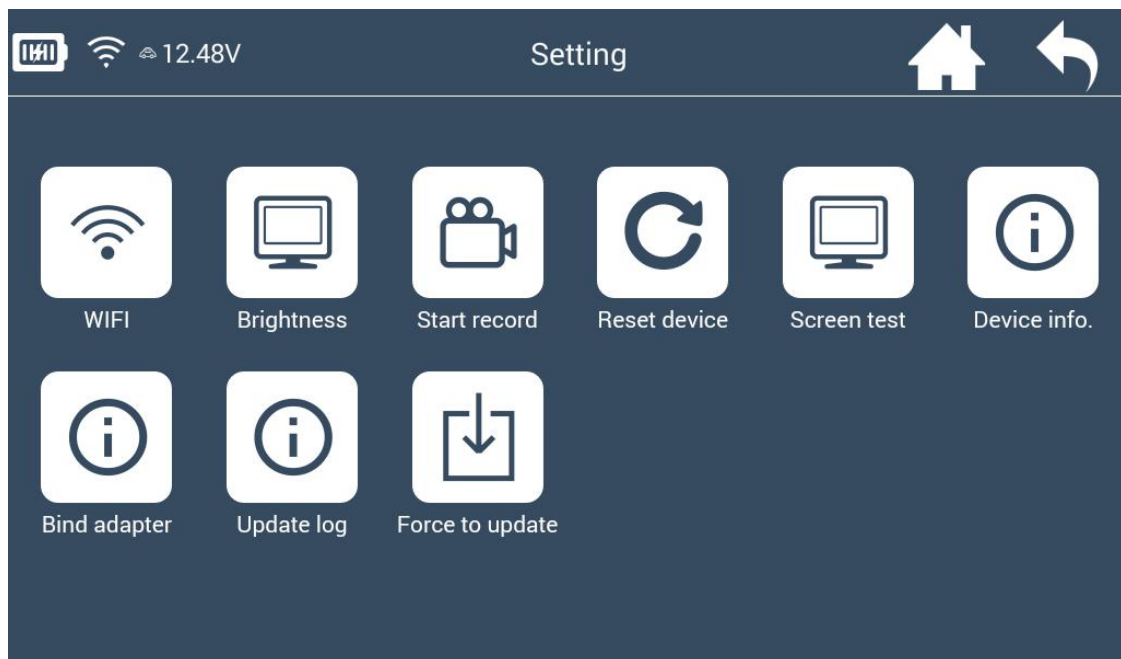 12.48V
Setting
WIFI
Brightness
Start record
Reset device
Screen test
Device info.
Bind adapter
Update log
Force to update